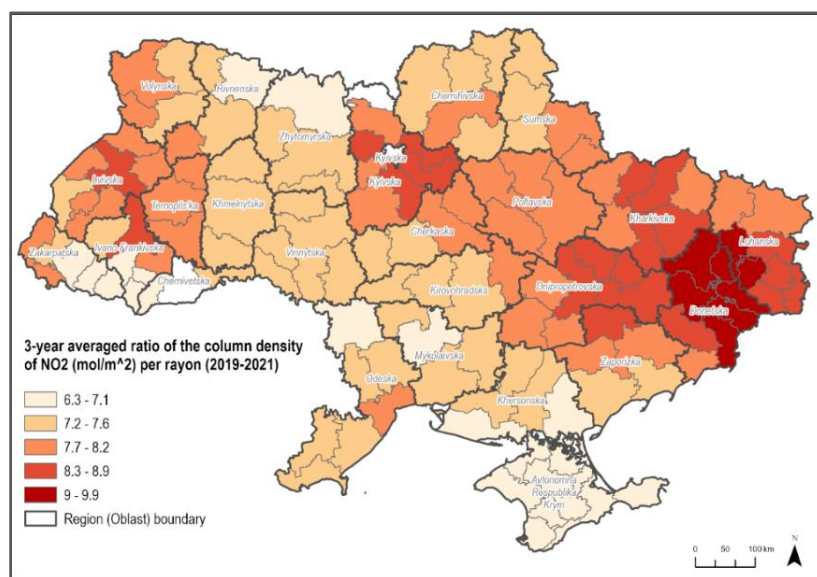 Volynska
Rivnenska
Zhytomyrska
Chernihivska
Sumska
Kyivska
Kyivska
Lvivska
Ternopilska
Khmelnytska
Poltavska
Kharkivska
Luhanska
Cherkaska
Zakarpatska
Ivano-Frankivska
Vinnytska
Chernivetska
Kirovohradska
Dnipropetrovska
Donetska
Mykolaivska
Zaporizka
Odeska
Khersonska
Avtonomna
Respublika
Krym
3-year averaged ratio of the column density
of NO2 (mol/m^2) per rayon (2019-2021)
6.3 - 7.1
7.2 - 7.6
7.7 - 8.2
8.3 - 8.9
9 - 9.9
Region (Oblast) boundary
0 50 100 km
N